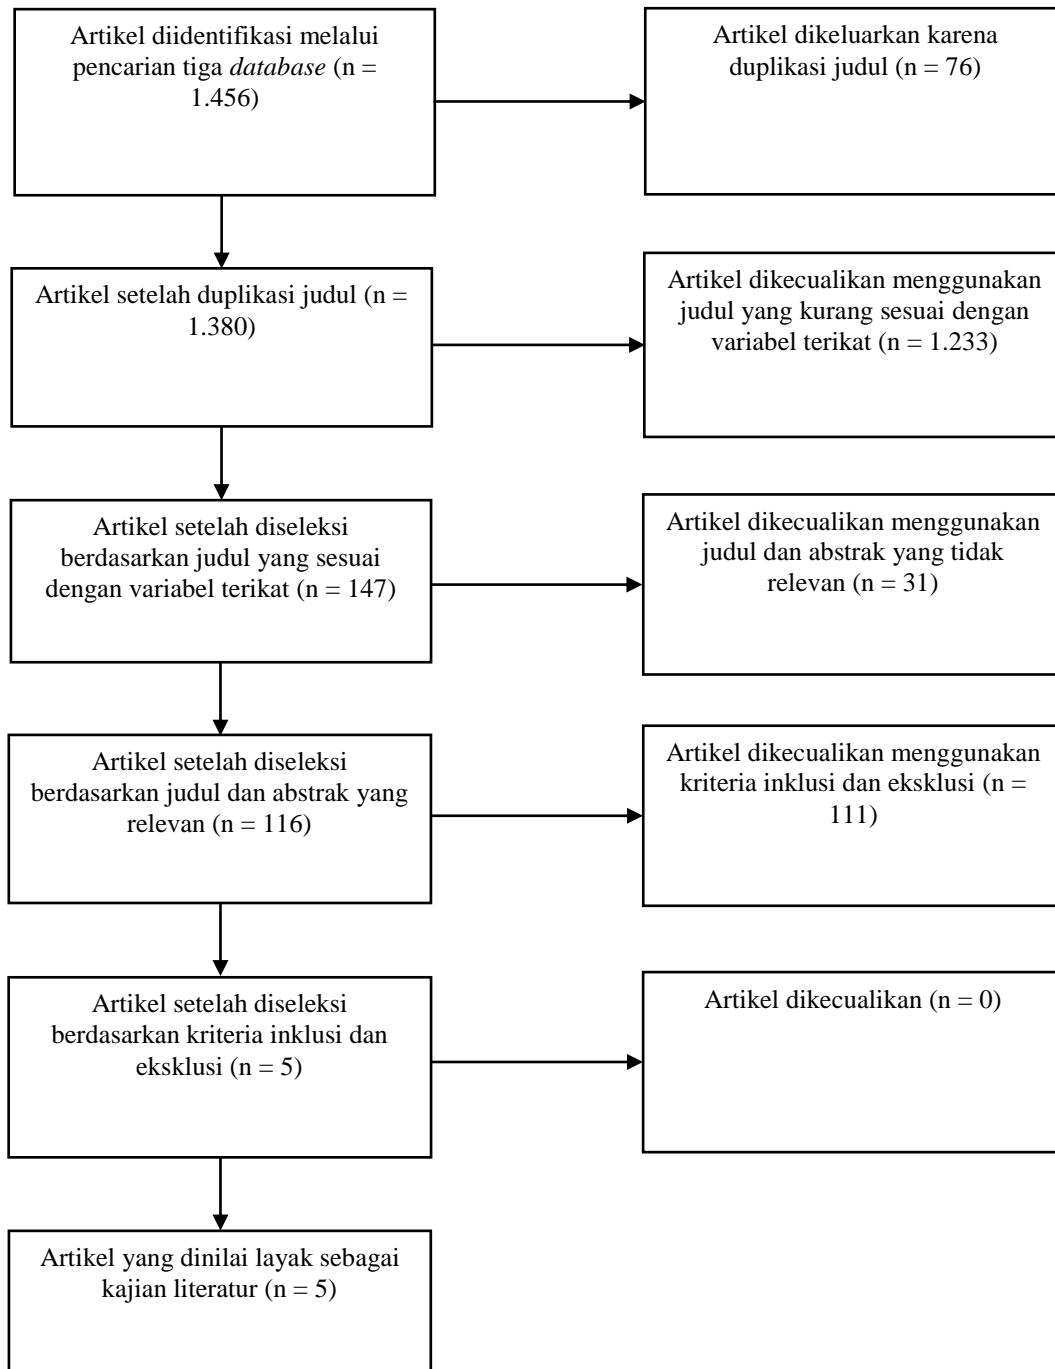 Artikel diidentifikasi melalui
pencarian tiga database (n =
1.456)
Artikel dikeluarkan karena
duplikasi judul (n = 76)
Artikel setelah duplikasi judul (n =
1.380)
Artikel dikecualikan menggunakan
judul yang kurang sesuai dengan
variabel terikat (n = 1.233)
Artikel setelah diseleksi
berdasarkan judul yang sesuai
dengan variabel terikat (n = 147)
Artikel dikecualikan menggunakan
judul dan abstrak yang tidak
relevan (n = 31)
Artikel setelah diseleksi
berdasarkan judul dan abstrak yang
relevan (n = 116)
Artikel dikecualikan menggunakan
kriteria inklusi dan eksklusi (n =
111)
Artikel setelah diseleksi
berdasarkan kriteria inklusi dan
eksklusi (n = 5)
Artikel dikecualikan (n = 0)
Artikel yang dinilai layak sebagai
kajian literatur (n = 5)